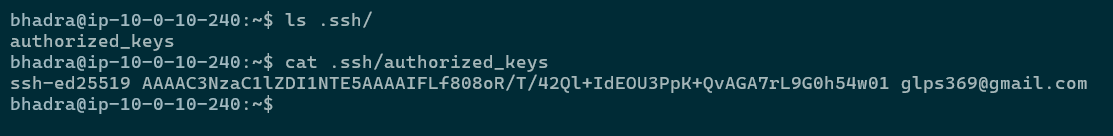 bhadra@ip-10-0-10-240:~$ ls .ssh/
authorized_keys
bhadra@ip-10-0-10-240:~$ cat .ssh/authorized_keys
ssh-ed25519 AAAAC3NzaC1lZDI1NTE5AAAAIFLf808oR/T/42Ql+IdEOU3PpK+QvAGA7rL9G0h54w01 glps369@gmail.com
bhadra@ip-10-0-10-240:~$